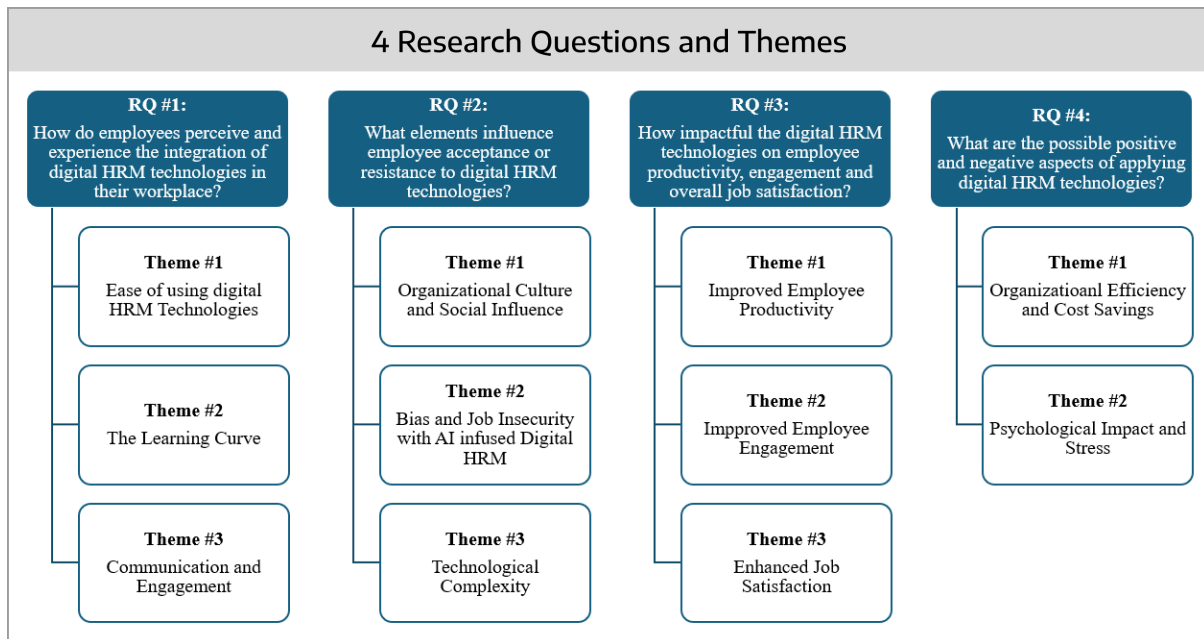 4 Research Questions and Themes
RQ #1:
How do employees perceive and
experience the integration of
digital HRM technologies in
their workplace?
Theme #1
Ease of using digital
HRM Technologies
Theme #2
The Learning Curve
Theme #3
Communication and
Engagement
RQ #2:
What elements influence
employee acceptance or
resistance to digital HRM
technologies?
Theme #1
Organizational Culture
and Social Influence
Theme #2
Bias and Job Insecurity
with AI infused Digital
HRM
Theme #3
Technological
Complexity
RQ #3:
How impactful the digital HRM
technologies on employee
productivity, engagement and
overall job satisfaction?
Theme #1
Improved Employee
Productivity
Theme #2
Impproved Employee
Engagement
Theme #3
Enhanced Job
Satisfaction
RQ #4:
What are the possible positive
and negative aspects of applying
digital HRM technologies?
Theme #1
Organizatioanl Efficiency
and Cost Savings
Theme #2
Psychological Impact and
Stress